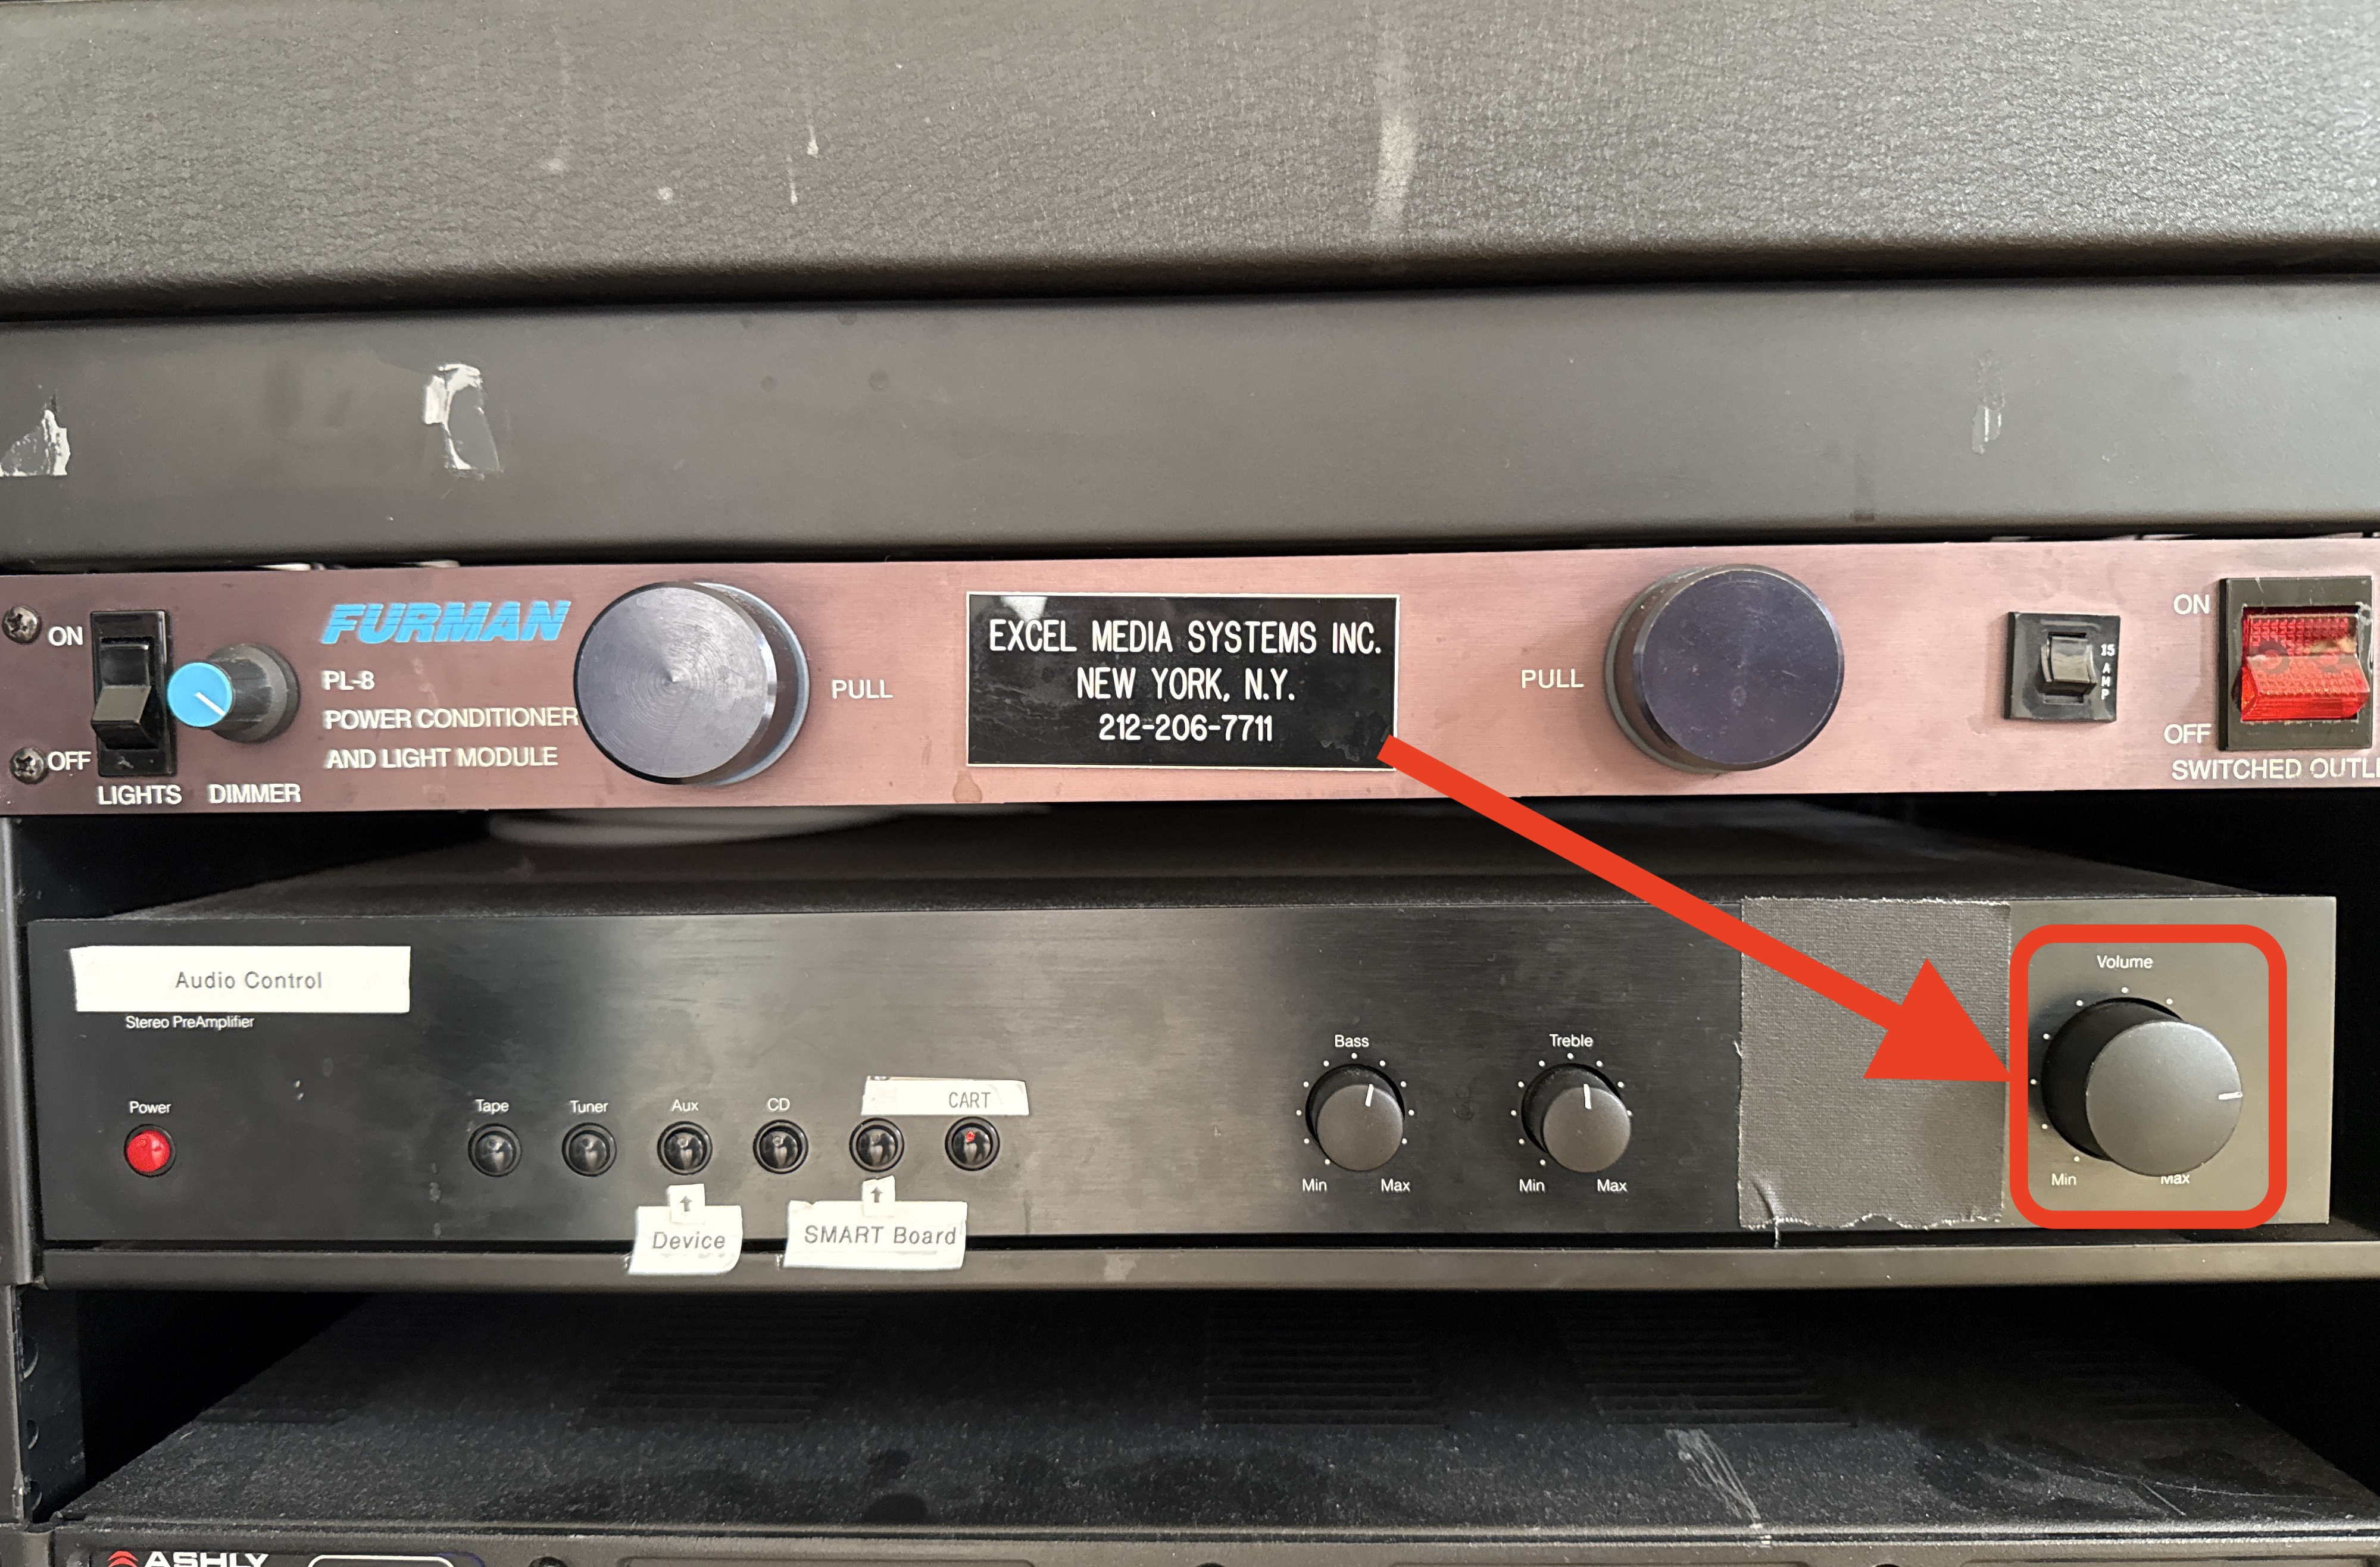 ON
OFF
LIGHTS
DIMMER
FURMAN
PL-8
POWER CONDITIONER
AND LIGHT MODULE
PULL
EXCEL MEDIA SYSTEMS INC.
NEW YORK, N.Y.
212-206-7711
PULL
15
AMP
ON
OFF
SWITCHED OUTL
Audio Control
Stereo PreAmplifier
Power
Tape
Tuner
Aux
CD
CART
Device
SMART Board
Bass
Min
Max
Treble
Min
Max
Volume
Min
Max
ASHLY